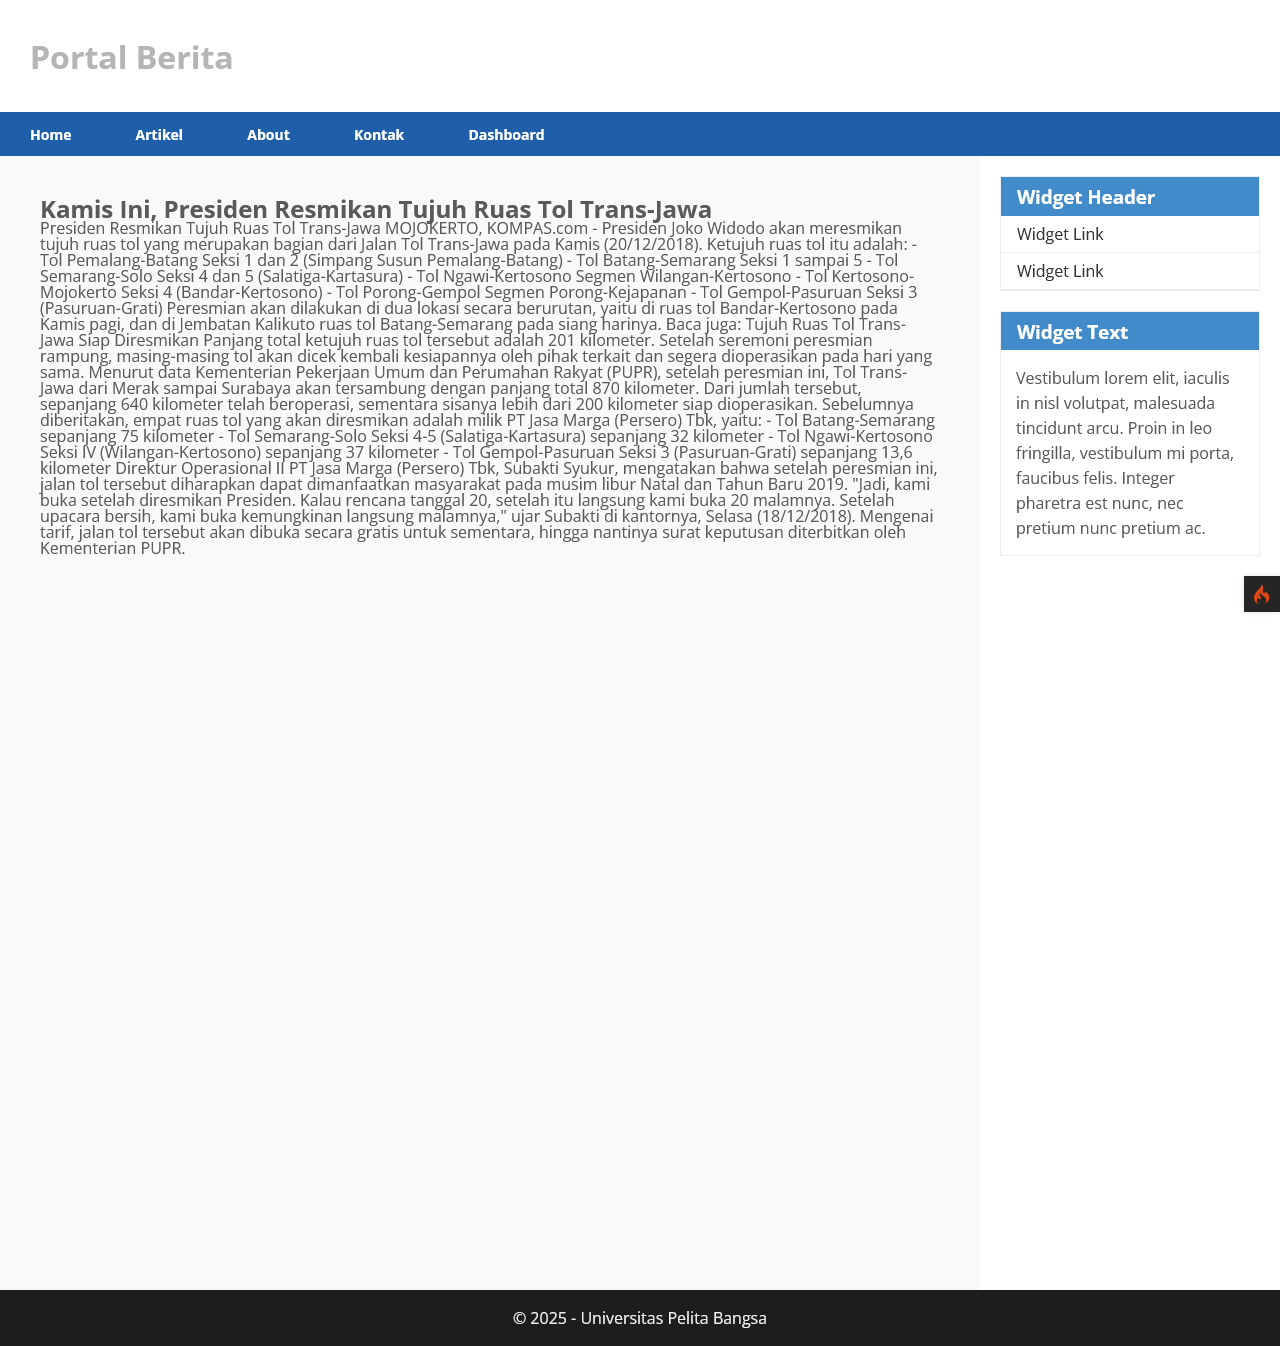 Portal Berita
Home Artikel About Kontak Dashboard
Kamis Ini, Presiden Resmikan Tujuh Ruas Tol Trans-Jawa
Presiden Resmikan Tujuh Ruas Tol Trans-Jawa MOJOKERTO, KOMPAS.com - Presiden Joko Widodo akan meresmikan
tujuh ruas tol yang merupakan bagian dari Jalan Tol Trans-Jawa pada Kamis (20/12/2018). Ketujuh ruas tol itu adalah: -
Tol Pemalang-Batang Seksi 1 dan 2 (Simpang Susun Pemalang-Batang) - Tol Batang-Semarang Seksi 1 sampai 5 - Tol
Semarang-Solo Seksi 4 dan 5 (Salatiga-Kartasura) - Tol Ngawi-Kertosono Segmen Wilangan-Kertosono - Tol Kertosono-
Mojokerto Seksi 4 (Bandar-Kertosono) - Tol Porong-Gempol Segmen Porong-Kejapanan - Tol Gempol-Pasuruan Seksi 3
(Pasuruan-Grati) Peresmian akan dilakukan di dua lokasi secara berurutan, yaitu di ruas tol Bandar-Kertosono pada
Kamis pagi, dan di Jembatan Kalikuto ruas tol Batang-Semarang pada siang harinya. Baca juga: Tujuh Ruas Tol Trans-
Jawa Siap Diresmikan Panjang total ketujuh ruas tol tersebut adalah 201 kilometer. Setelah seremoni peresmian
rampung, masing-masing tol akan dicek kembali kesiapannya oleh pihak terkait dan segera dioperasikan pada hari yang
sama. Menurut data Kementerian Pekerjaan Umum dan Perumahan Rakyat (PUPR), setelah peresmian ini, Tol Trans-
Jawa dari Merak sampai Surabaya akan tersambung dengan panjang total 870 kilometer. Dari jumlah tersebut,
sepanjang 640 kilometer telah beroperasi, sementara sisanya lebih dari 200 kilometer siap dioperasikan. Sebelumnya
diberitakan, empat ruas tol yang akan diresmikan adalah milik PT Jasa Marga (Persero) Tbk, yaitu: - Tol Batang-Semarang
sepanjang 75 kilometer - Tol Semarang-Solo Seksi 4-5 (Salatiga-Kartasura) sepanjang 32 kilometer - Tol Ngawi-Kertosono
Seksi IV (Wilangan-Kertosono) sepanjang 37 kilometer - Tol Gempol-Pasuruan Seksi 3 (Pasuruan-Grati) sepanjang 13,6
kilometer Direktur Operasional II PT Jasa Marga (Persero) Tbk, Subakti Syukur, mengatakan bahwa setelah peresmian ini,
jalan tol tersebut diharapkan dapat dimanfaatkan masyarakat pada musim libur Natal dan Tahun Baru 2019. "Jadi, kami
buka setelah diresmikan Presiden. Kalau rencana tanggal 20, setelah itu langsung kami buka 20 malamnya. Setelah
upacara bersih, kami buka kemungkinan langsung malamnya," ujar Subakti di kantornya, Selasa (18/12/2018). Mengenai
tarif, jalan tol tersebut akan dibuka secara gratis untuk sementara, hingga nantinya surat keputusan diterbitkan oleh
Kementerian PUPR.
Widget Header
Widget Link
Widget Link
Widget Text
Vestibulum lorem elit, iaculis
in nisl volutpat, malesuada
tincidunt arcu. Proin in leo
fringilla, vestibulum mi porta,
faucibus felis. Integer
pharetra est nunc, nec
pretium nunc pretium ac.
© 2025 - Universitas Pelita Bangsa